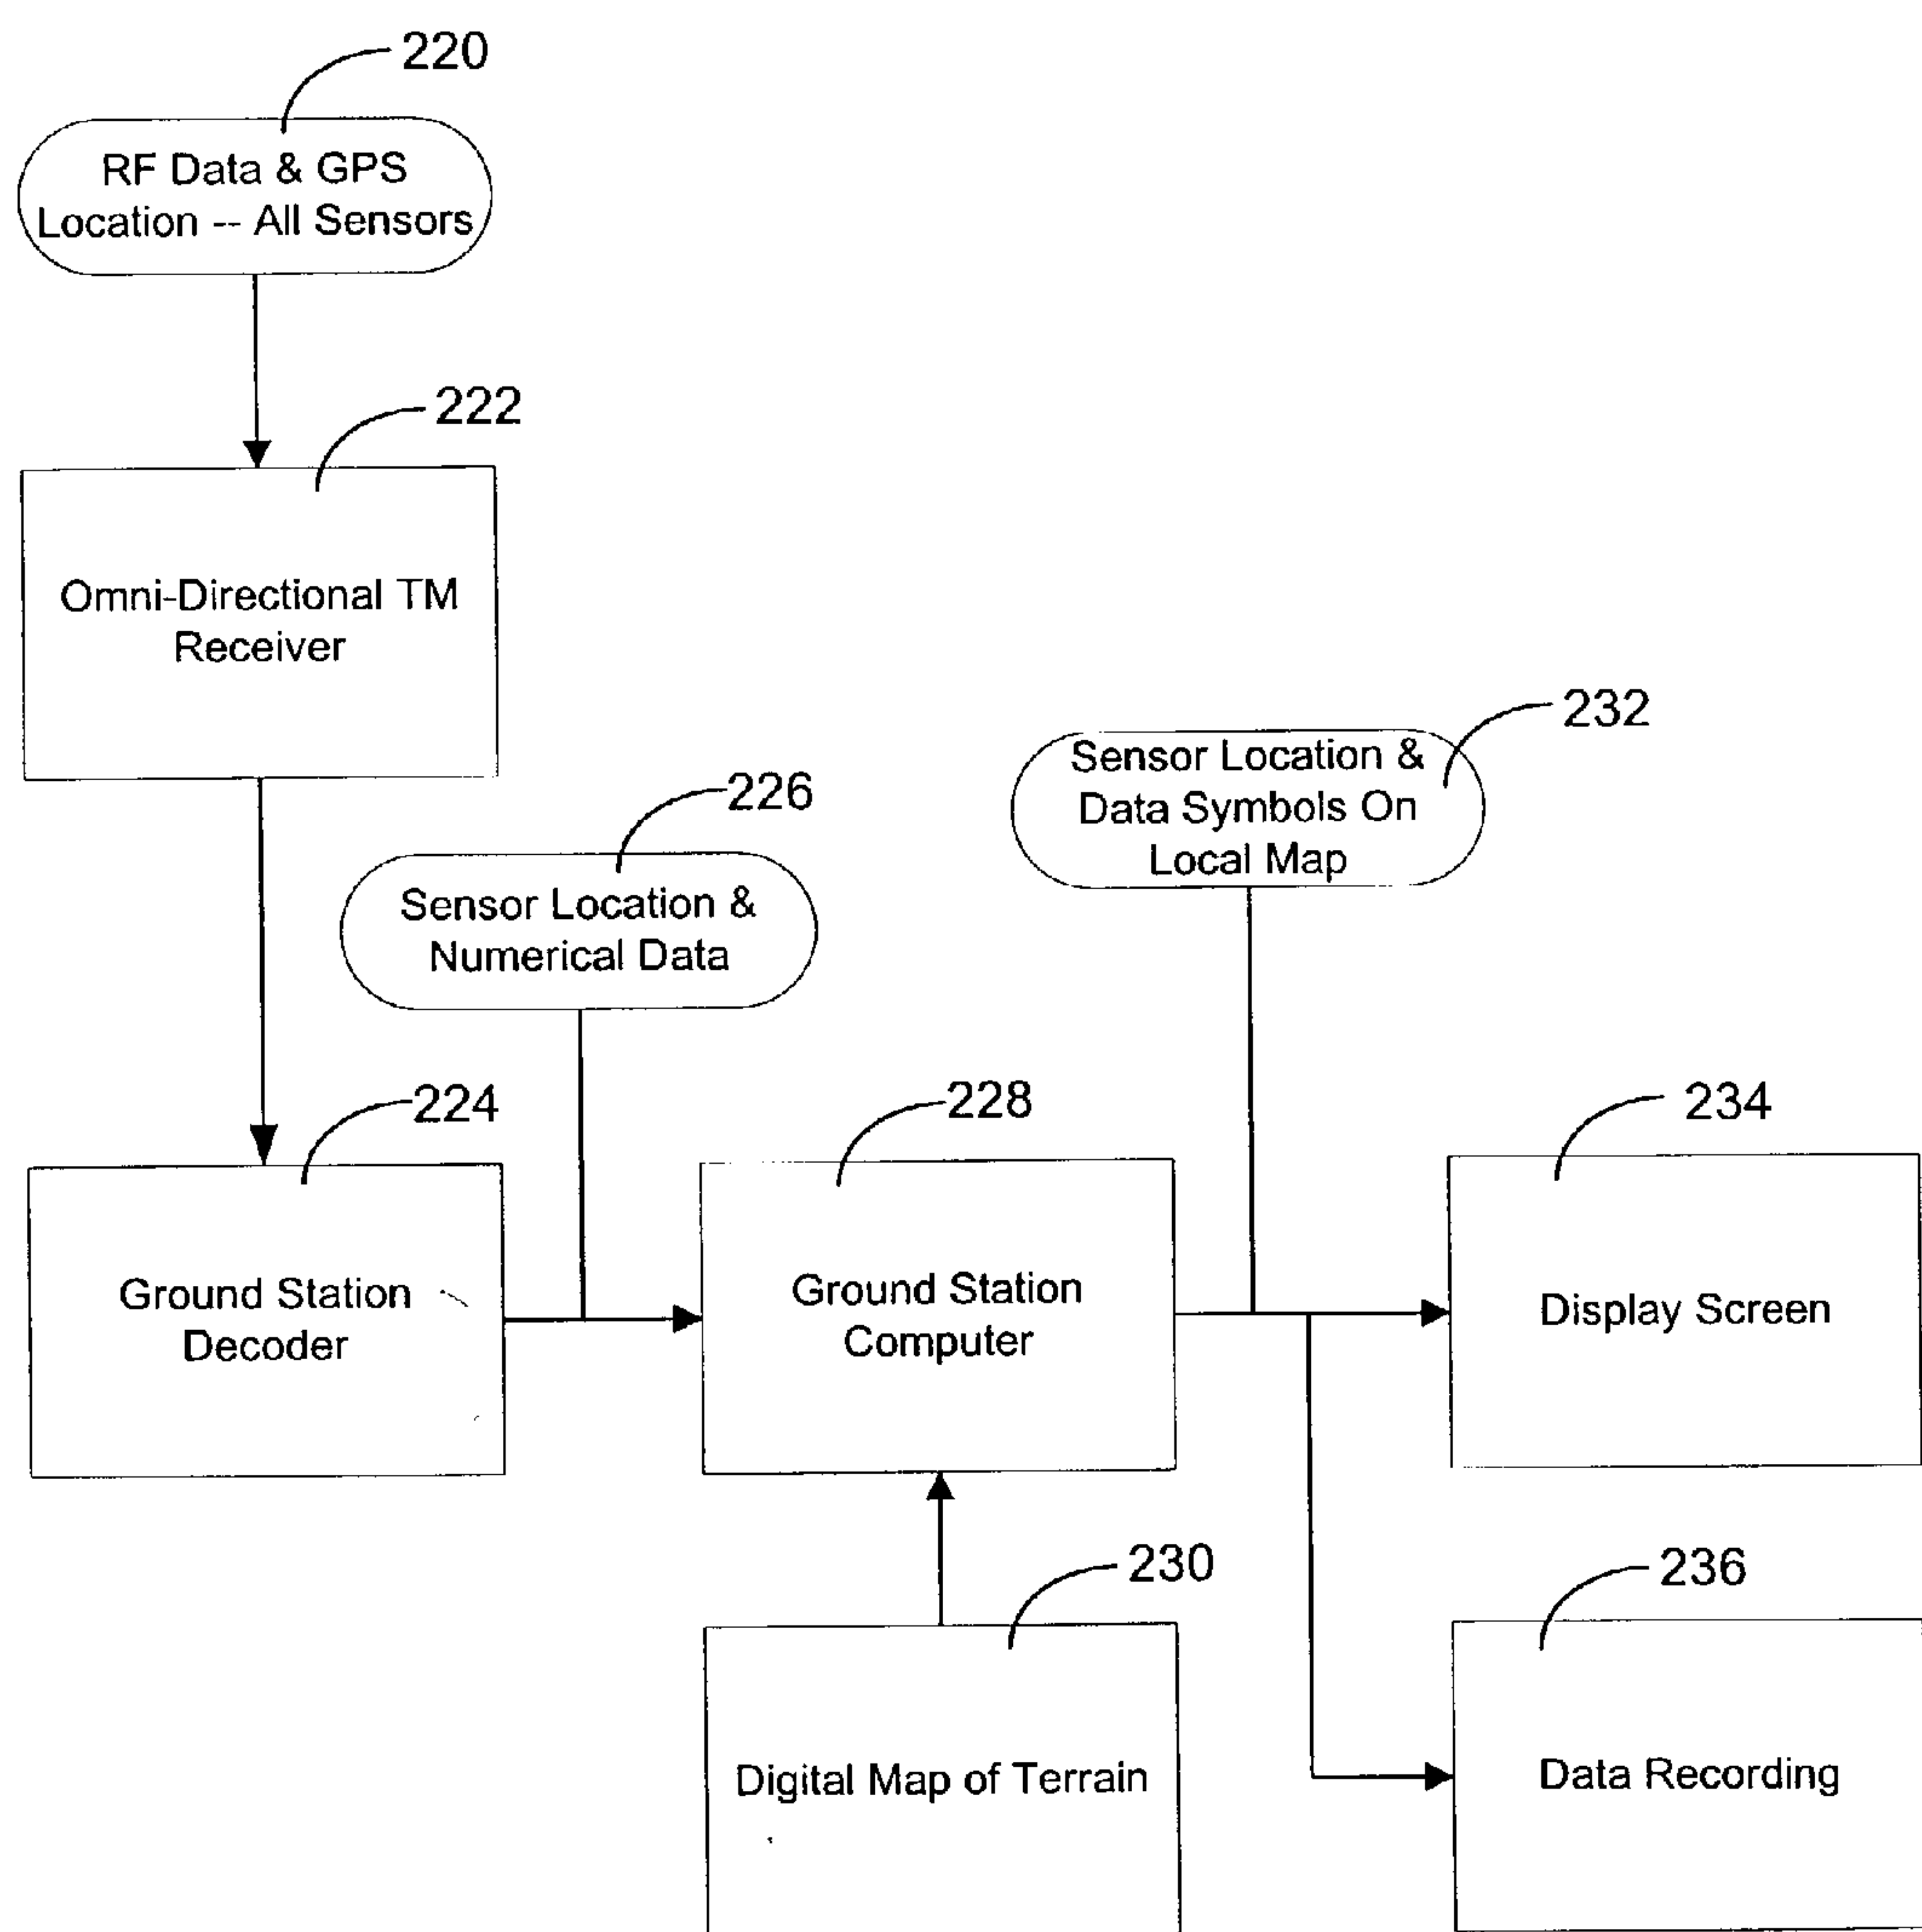 220
RF Data & GPS
Location -- All Sensors
222
Omni-Directional TM
Receiver
232
Sensor Location &
Data Symbols On
Local Map
226
Sensor Location &
Numerical Data
224
Ground Station
Decoder
228
Ground Station
Computer
234
Display Screen
230
Digital Map of Terrain
236
Data Recording